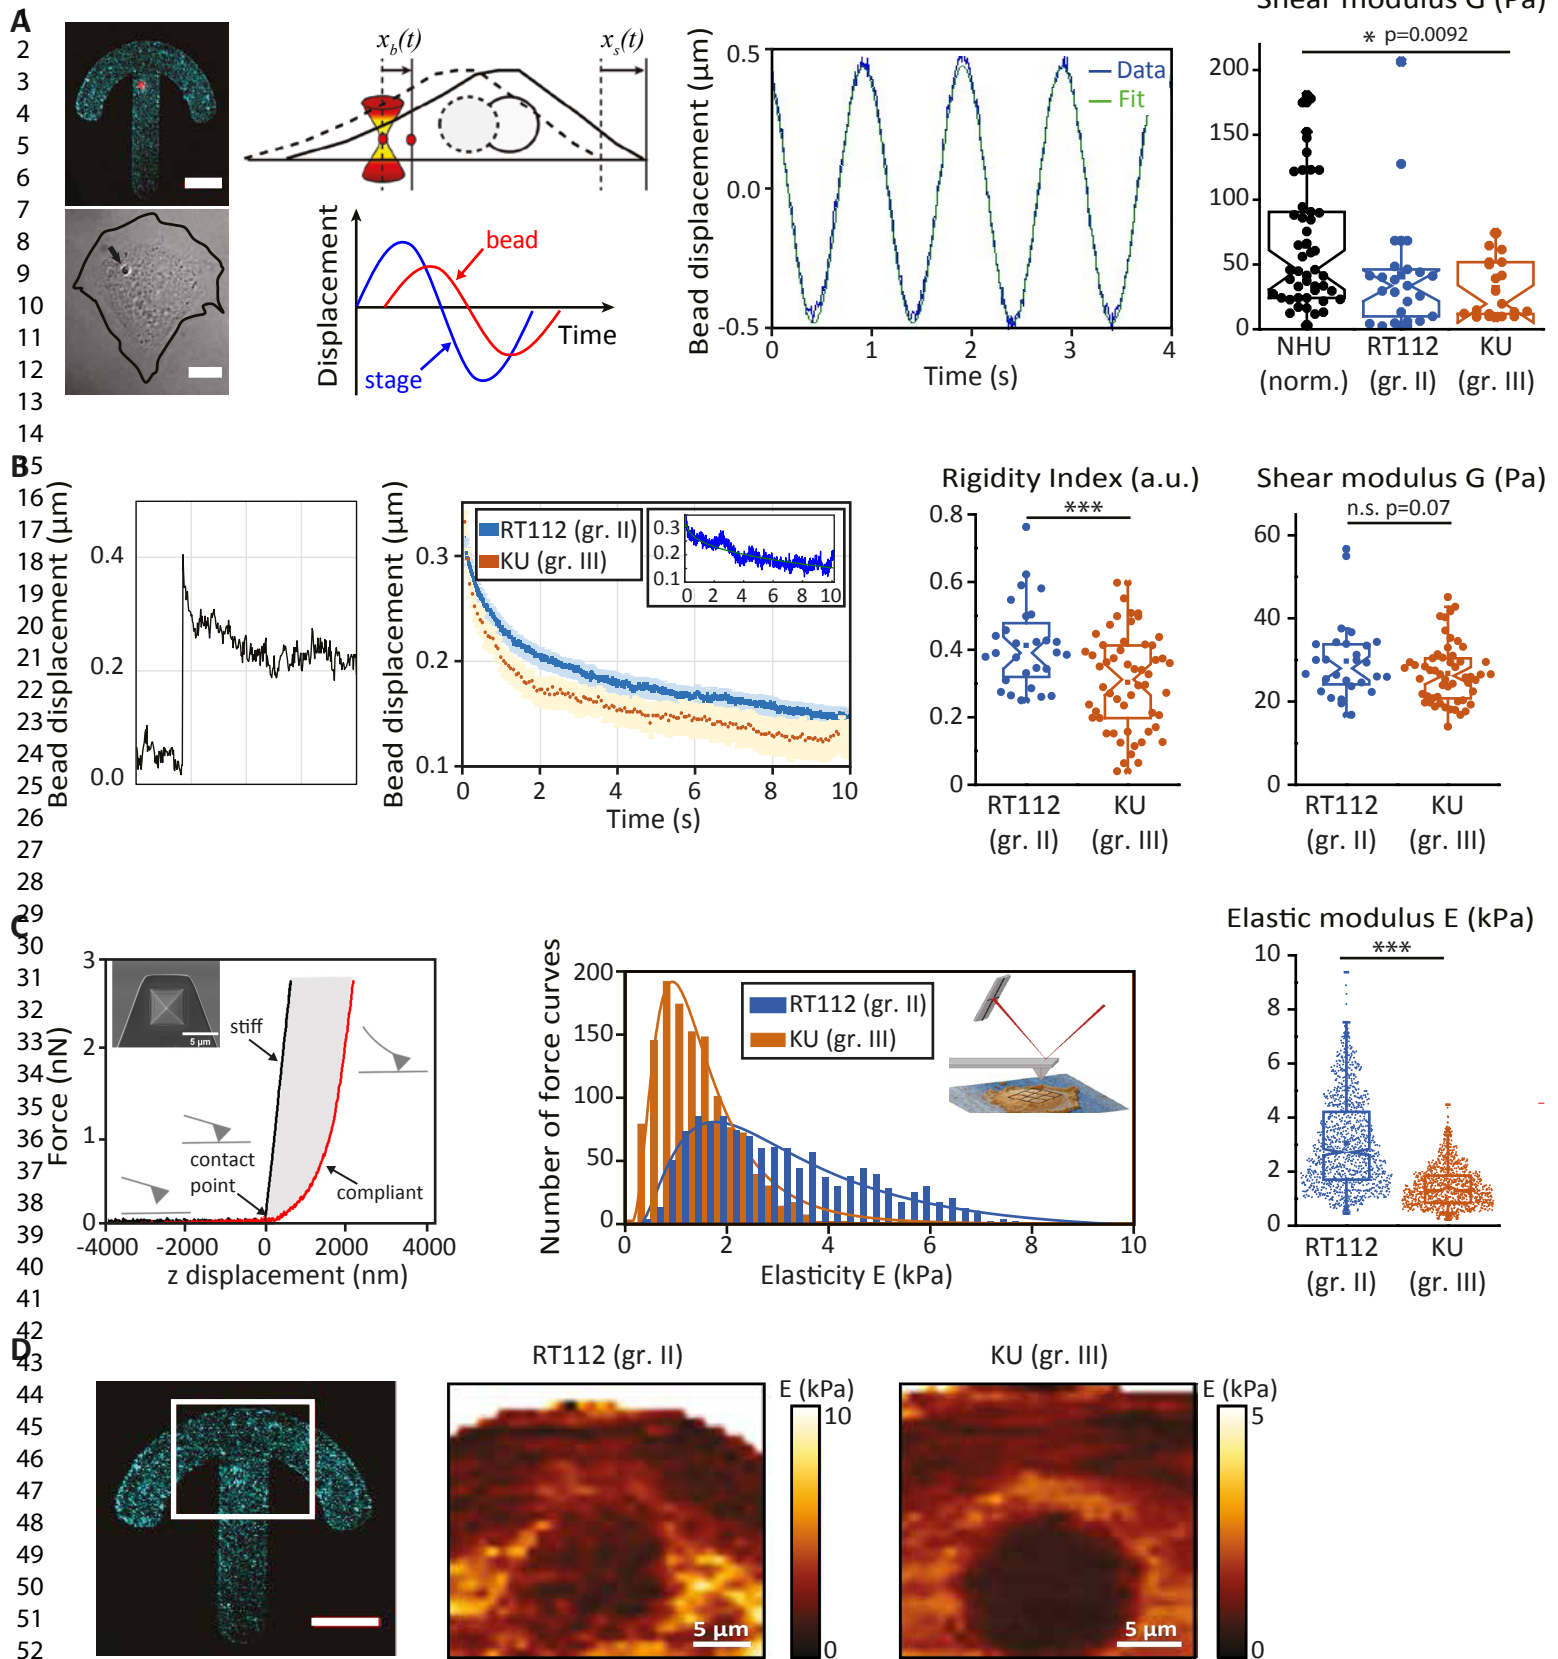 Shear modulus G (Pa)
A
2
3
4
5
6
7
8
9
10
11
12
13
14
15
16
17
18
19
20
21
22
23
24
25
26
27
28
29
30
31
32
33
34
35
36
37
38
39
40
41
42
43
44
45
46
47
48
49
50
51
52
x_b(t)
x_s(t)
Displacement
bead
stage
Time
Bead displacement (µm)
0.5
0.0
-0.5
Data
Fit
0 1 2 3 4
Time (s)
* p=0.0092
200
150
100
50
0
NHU RT112 KU
(norm.) (gr. II) (gr. III)
B
Bead displacement (µm)
0.4
0.2
0.0
Bead displacement (µm)
0.3
0.2
0.1
RT112 (gr. II)
KU (gr. III)
0.3
0.2
0.1
0 2 4 6 8 10
0 2 4 6 8 10
Time (s)
Rigidity Index (a.u.)
***
0.8
0.6
0.4
0.2
0
RT112 KU
(gr. II) (gr. III)
Shear modulus G (Pa)
n.s. p=0.07
60
40
20
0
RT112 KU
(gr. II) (gr. III)
C
Force (nN)
3
2
1
0
5 µm
stiff
contact
point
compliant
-4000 -2000 0 2000 4000
z displacement (nm)
Number of force curves
200
150
100
50
0
RT112 (gr. II)
KU (gr. III)
0 2 4 6 8 10
Elasticity E (kPa)
Elastic modulus E (kPa)
***
10
8
6
4
2
0
RT112 KU
(gr. II) (gr. III)
D
RT112 (gr. II)
E (kPa)
10
0
5 µm
KU (gr. III)
E (kPa)
5
0
5 µm